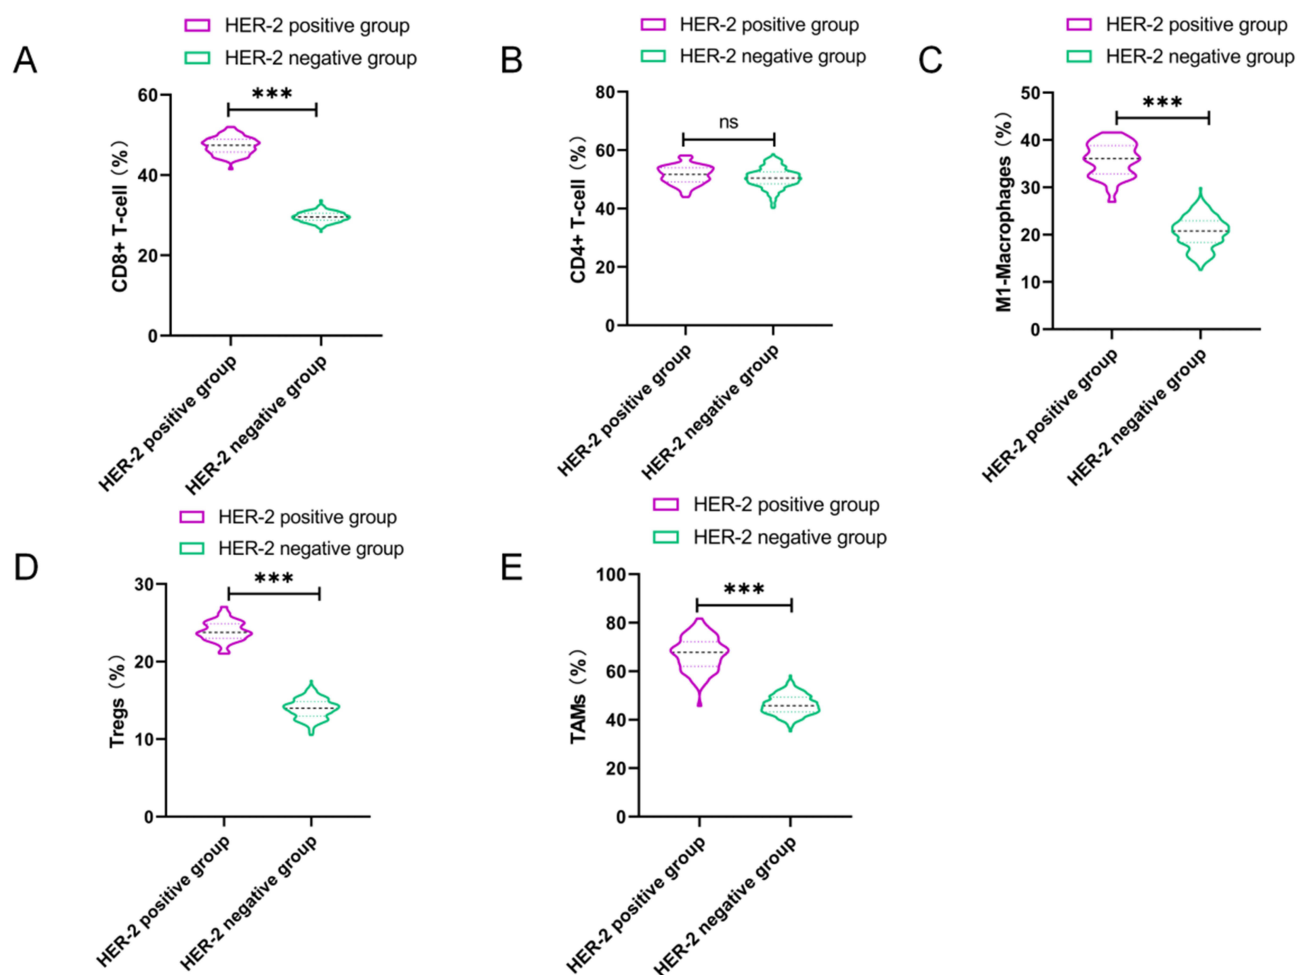 A
HER-2 positive group
HER-2 negative group
CD8+ T-cell (%)
60
40
20
0
***
HER-2 positive group
HER-2 negative group
B
HER-2 positive group
HER-2 negative group
CD4+ T-cell (%)
80
60
40
20
0
ns
HER-2 positive group
HER-2 negative group
C
HER-2 positive group
HER-2 negative group
M1-Macrophages (%)
50
40
30
20
10
0
***
HER-2 positive group
HER-2 negative group
D
HER-2 positive group
HER-2 negative group
Tregs (%)
30
20
10
0
***
HER-2 positive group
HER-2 negative group
E
HER-2 positive group
HER-2 negative group
TAMs (%)
100
80
60
40
20
0
***
HER-2 positive group
HER-2 negative group